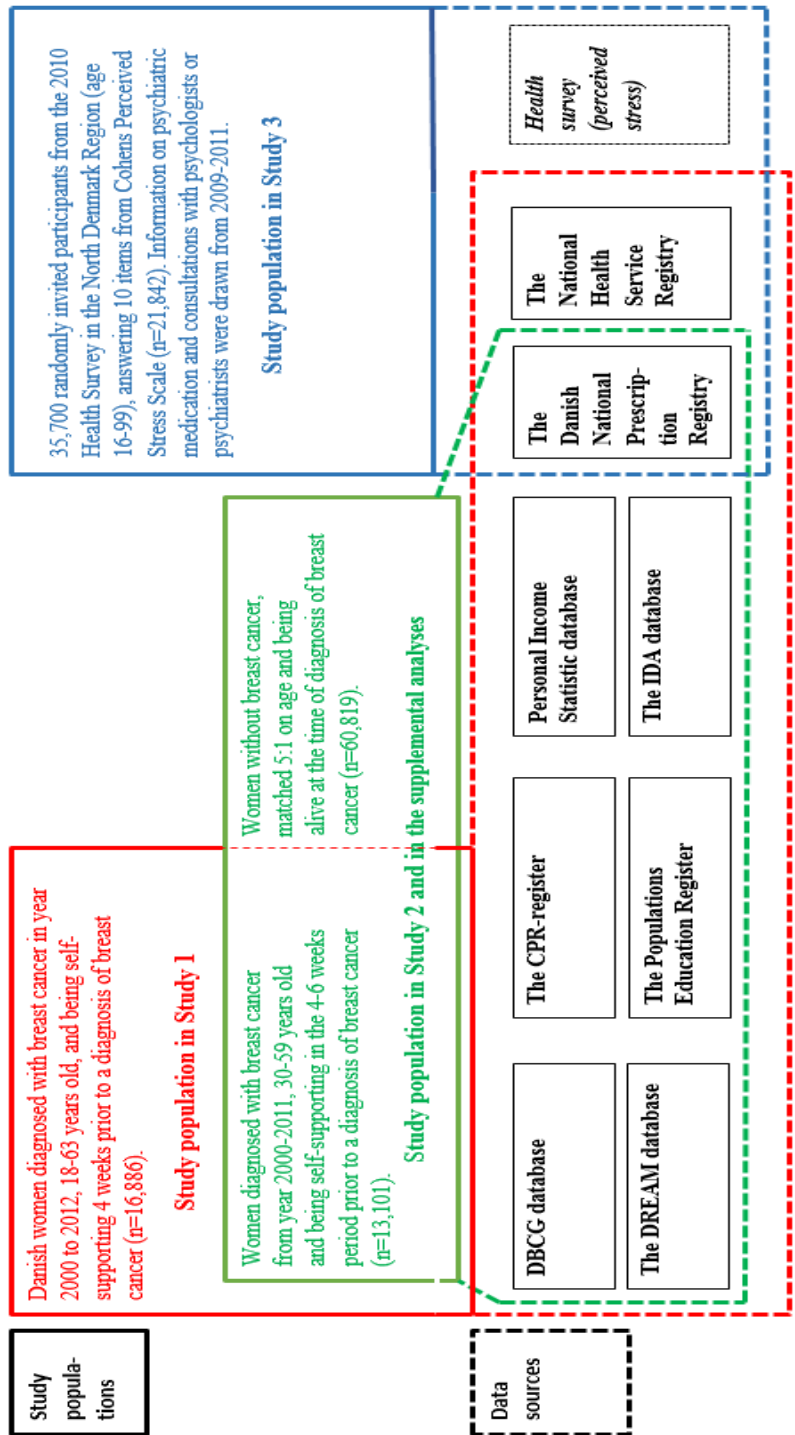 Study
popula-
tions
Danish women diagnosed with breast cancer in year
2000 to 2012, 18-63 years old, and being self-
supporting 4 weeks prior to a diagnosis of breast
cancer (n=16,886).
Study population in Study 1
35,700 randomly invited participants from the 2010
Health Survey in the North Denmark Region (age
16-99), answering 10 items from Cohens Perceived
Stress Scale (n=21,842). Information on psychiatric
medication and consultations with psychologists or
psychiatrists were drawn from 2009-2011.
Study population in Study 3
Women diagnosed with breast cancer
from year 2000-2011, 30-59 years old
and being self-supporting in the 4-6 weeks
period prior to a diagnosis of breast cancer
(n=13,101).
Women without breast cancer,
matched 5:1 on age and being
alive at the time of diagnosis of breast
cancer (n=60,819).
Study population in Study 2 and in the supplemental analyses
Data
sources
DBCG database
The DREAM database
The CPR-register
The Populations
Education Register
Personal Income
Statistic database
The IDA database
The
Danish
National
Prescrip-
tion
Registry
The
National
Health
Service
Registry
Health
survey
(perceived
stress)